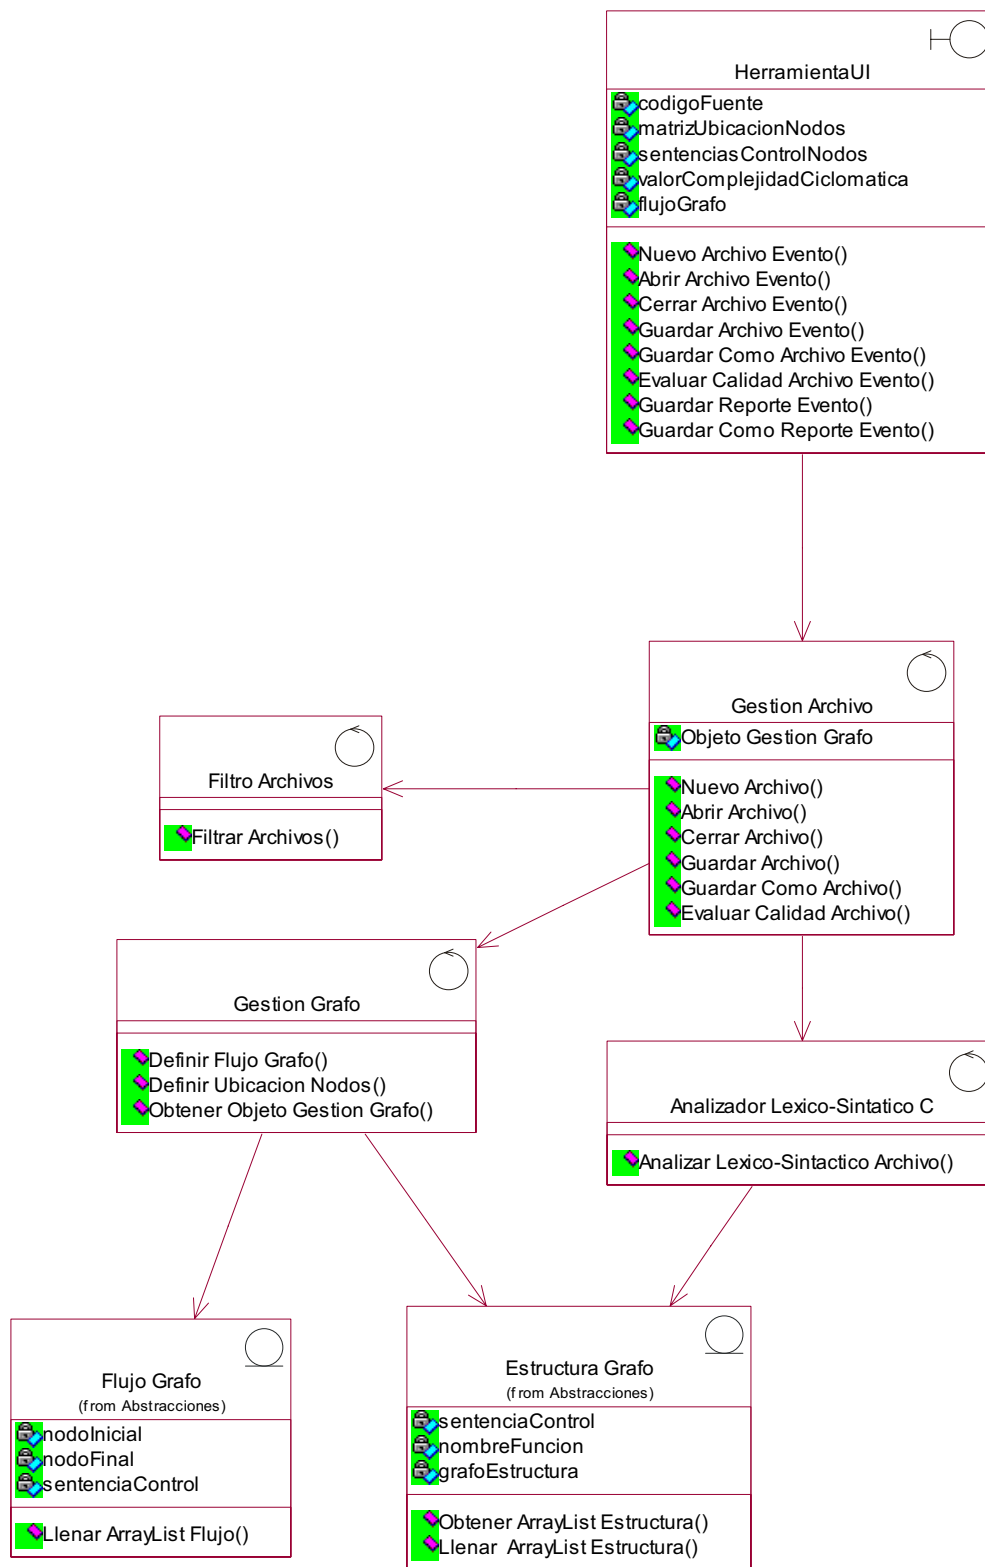 HerramientaUI
codigoFuente
matrizUbicacionNodos
sentenciasControlNodos
valorComplejidadCiclomatica
flujoGrafo
Nuevo Archivo Evento()
Abrir Archivo Evento()
Cerrar Archivo Evento()
Guardar Archivo Evento()
Guardar Como Archivo Evento()
Evaluar Calidad Archivo Evento()
Guardar Reporte Evento()
Guardar Como Reporte Evento()
Gestion Archivo
Objeto Gestion Grafo
Nuevo Archivo()
Abrir Archivo()
Cerrar Archivo()
Guardar Archivo()
Guardar Como Archivo()
Evaluar Calidad Archivo()
Filtro Archivos
Filtrar Archivos()
Gestion Grafo
Definir Flujo Grafo()
Definir Ubicacion Nodos()
Obtener Objeto Gestion Grafo()
Analizador Lexico-Sintatico C
Analizar Lexico-Sintactico Archivo()
Flujo Grafo
(from Abstracciones)
nodoInicial
nodoFinal
sentenciaControl
Llenar ArrayList Flujo()
Estructura Grafo
(from Abstracciones)
sentenciaControl
nombreFuncion
grafoEstructura
Obtener ArrayList Estructura()
Llenar ArrayList Estructura()